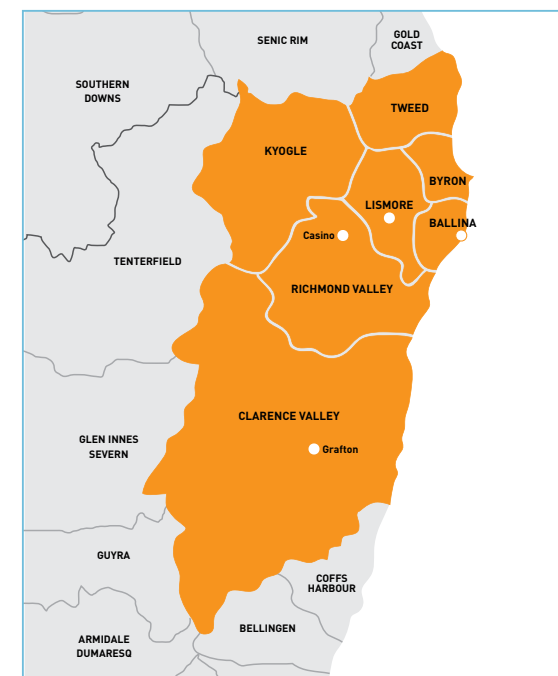 SENIC RIM
GOLD
COAST
SOUTHERN
DOWNS
TWEED
KYOGLE
BYRON
LISMORE
BALLINA
Casino
TENTERFIELD
RICHMOND VALLEY
CLARENCE VALLEY
GLEN INNES
SEVERN
Grafton
GUYRA
COFFS
HARBOUR
BELLINGEN
ARMIDALE
DUMARESQ